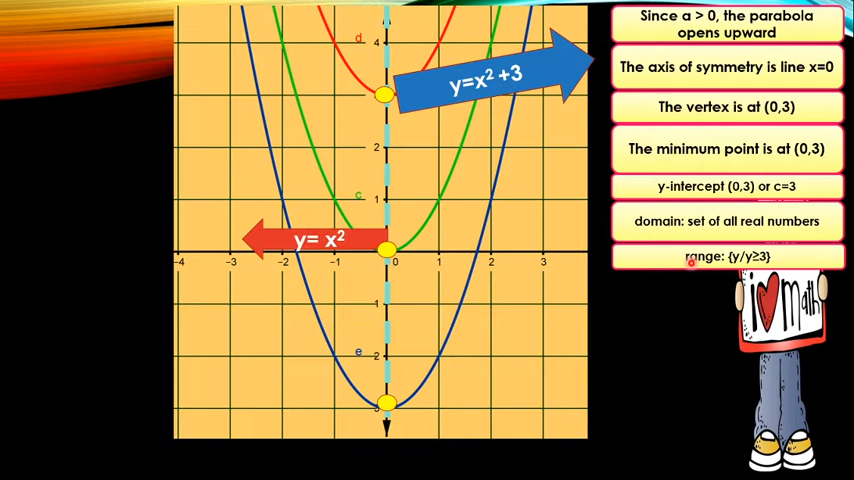 Since a > 0, the parabola
opens upward
The axis of symmetry is line x=0
The vertex is at (0,3)
The minimum point is at (0,3)
y-intercept (0,3) or c=3
domain: set of all real numbers
range: {y/y≥3}
i ♥ math
y=x² +3
y= x²
d
c
e
4
2
1
-4
-3
-2
-1
0
1
2
3
1
2
3